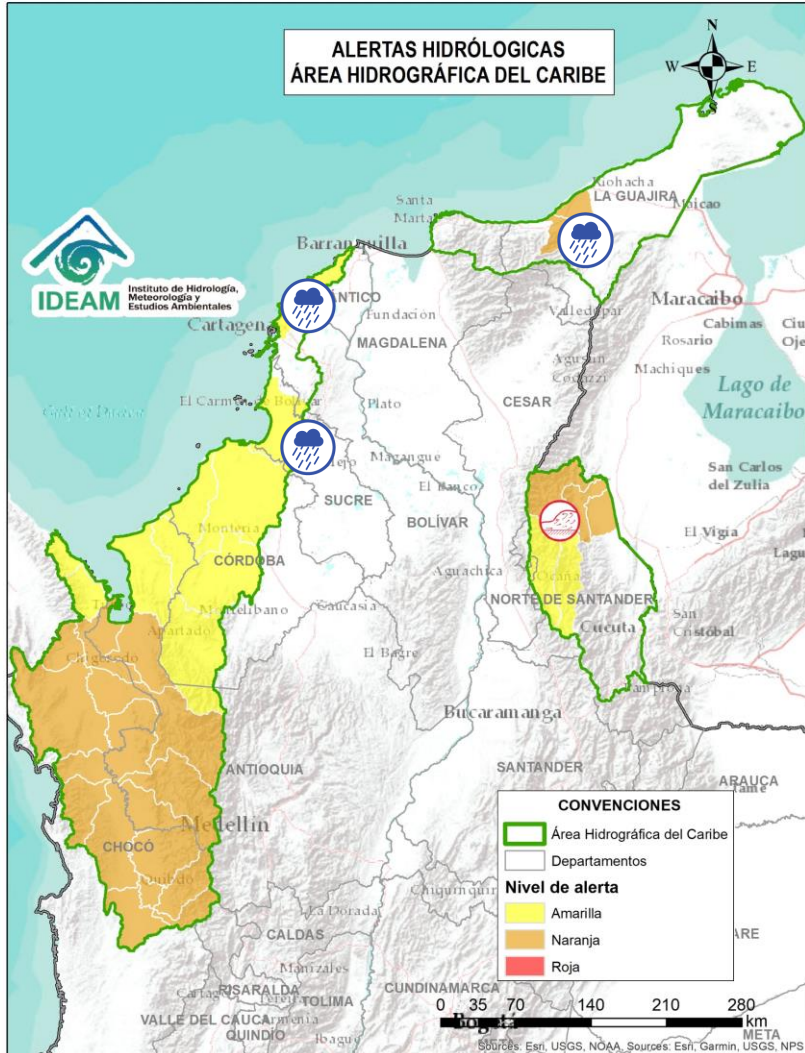 ALERTAS HIDRÓLOGICAS
ÁREA HIDROGRÁFICA DEL CARIBE
N
W
E
S
Riohacha
LA GUAJIRA
Maicao
Santa
Marta
Barranquilla
IDEAM
Instituto de Hidrología,
Meteorología y
Estudios Ambientales
Maracaibo
Cartagen
Fundación
Valledupar
Cabimas
MAGDALENA
Rosario
Machiques
Agustín
Codazzi
El Carmen de Bolívar
Plato
CESAR
Lago de
Maracaibo
Magangue
San Carlos
del Zulia
El Banco
SUCRE
BOLÍVAR
Montería
El Vigía
CÓRDOBA
Aguachica
Ocaña
NORTE DE SANTANDER
Montelibano
Caucasia
Apartadó
Cucuta
San
Cristóbal
El Bagre
Bucaramanga
ANTIOQUIA
SANTANDER
ARAUCA
Medellín
CHOCÓ
Quibdó
La Dorada
CALDAS
Manizales
RISARALDA
TOLIMA
CUNDINAMARCA
VALLE DEL CAUCA
Armenia
QUINDÍO
Ibagué
Bogotá
META
CONVENCIONES
Área Hidrográfica del Caribe
Departamentos
Nivel de alerta
Amarilla
Naranja
Roja
0 35 70 140 210 280
km
Sources: Esri, USGS, NOAA. Sources: Esri, Garmin, USGS, NPS